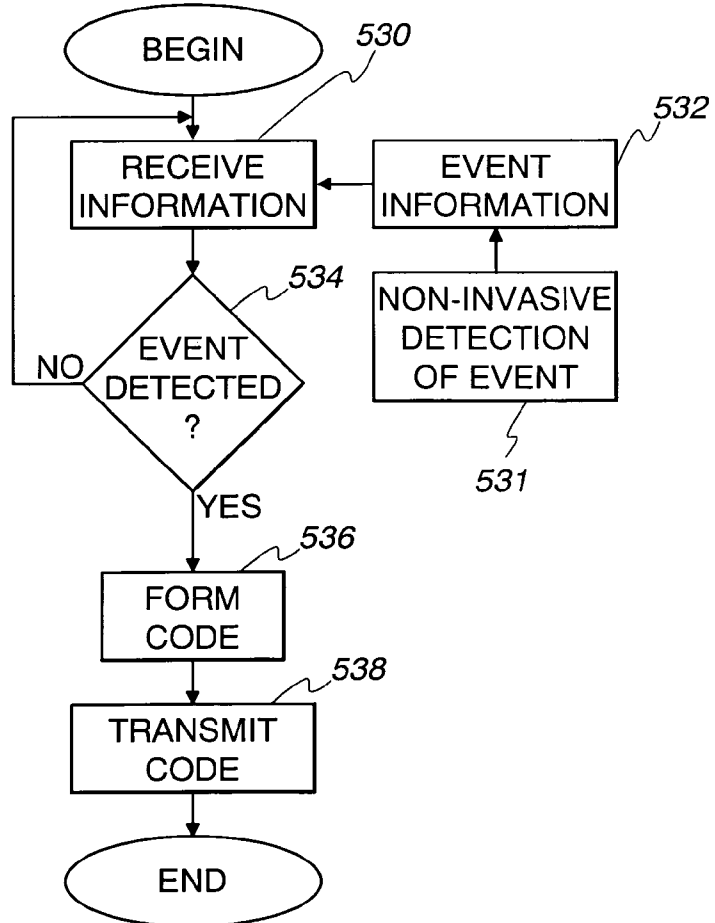 BEGIN
530
532
RECEIVE
INFORMATION
EVENT
INFORMATION
534
NON-INVASIVE
DETECTION
OF EVENT
531
EVENT
DETECTED
?
NO
YES
536
FORM
CODE
538
TRANSMIT
CODE
END